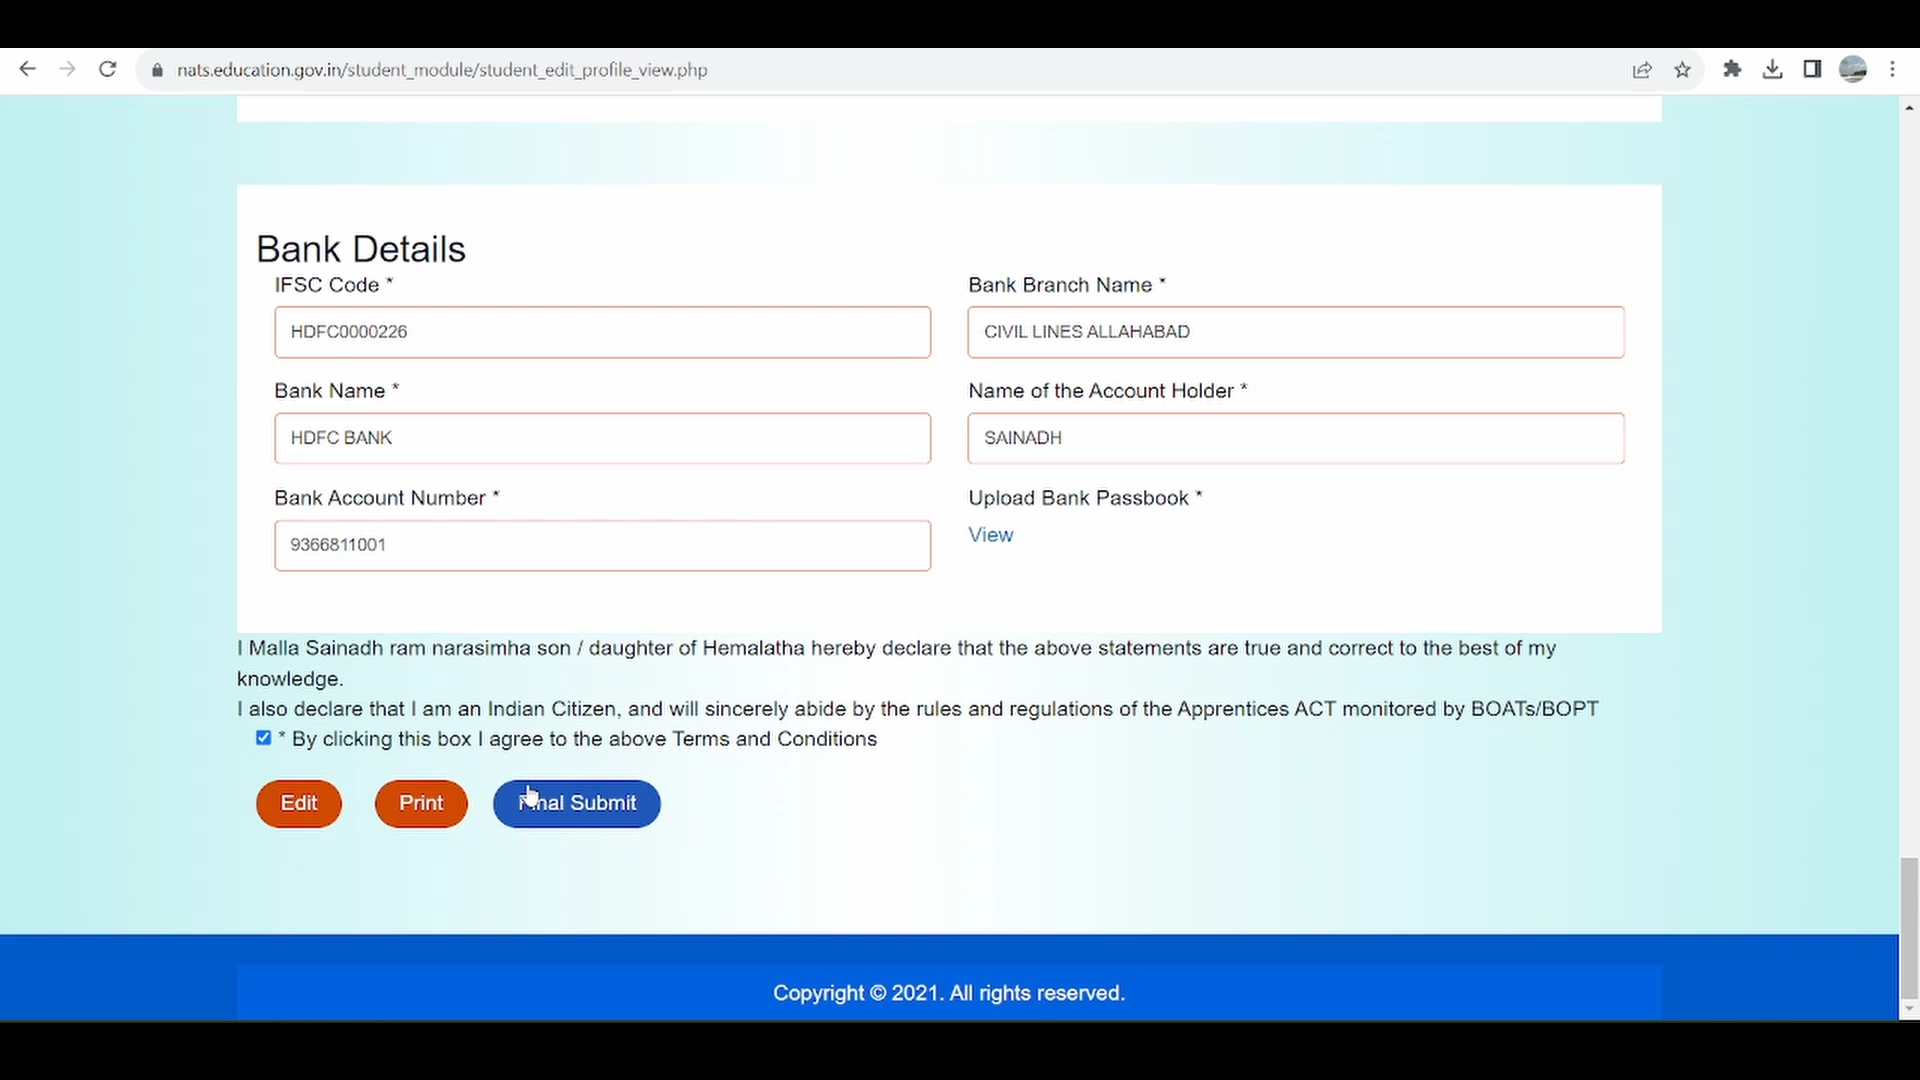 nats.education.gov.in/student_module/student_edit_profile_view.php
Bank Details
IFSC Code *
Bank Branch Name *
HDFC0000226
CIVIL LINES ALLAHABAD
Bank Name *
Name of the Account Holder *
HDFC BANK
SAINADH
Bank Account Number *
Upload Bank Passbook *
9366811001
View
I Malla Sainadh ram narasimha son / daughter of Hemalatha hereby declare that the above statements are true and correct to the best of my
knowledge.
I also declare that I am an Indian Citizen, and will sincerely abide by the rules and regulations of the Apprentices ACT monitored by BOATs/BOPT
* By clicking this box I agree to the above Terms and Conditions
Edit
Print
Final Submit
Copyright © 2021. All rights reserved.